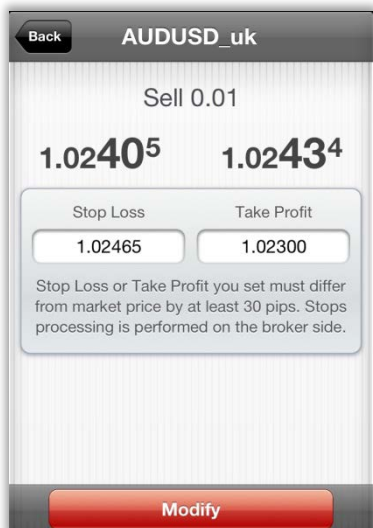 Back AUDUSD_uk
Sell 0.01
1.02405 1.02434
Stop Loss Take Profit
1.02465 1.02300
Stop Loss or Take Profit you set must differ
from market price by at least 30 pips. Stops
processing is performed on the broker side.
Modify